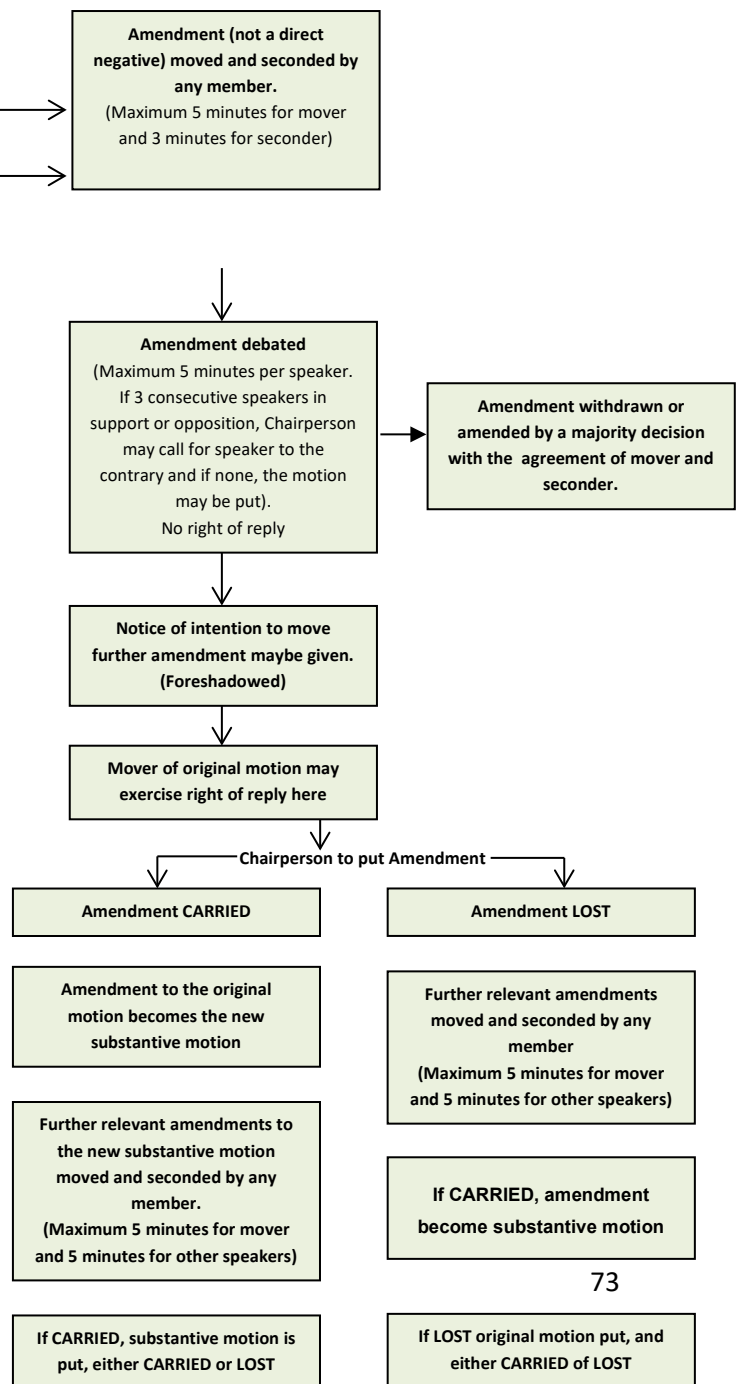 Amendment (not a direct
negative) moved and seconded by
any member.
(Maximum 5 minutes for mover
and 3 minutes for seconder)
Amendment debated
(Maximum 5 minutes per speaker.
If 3 consecutive speakers in
support or opposition, Chairperson
may call for speaker to the
contrary and if none, the motion
may be put).
No right of reply
Amendment withdrawn or
amended by a majority decision
with the agreement of mover and
seconder.
Notice of intention to move
further amendment maybe given.
(Foreshadowed)
Mover of original motion may
exercise right of reply here
Chairperson to put Amendment
Amendment CARRIED
Amendment to the original
motion becomes the new
substantive motion
Further relevant amendments to
the new substantive motion
moved and seconded by any
member.
(Maximum 5 minutes for mover
and 5 minutes for other speakers)
If CARRIED, substantive motion is
put, either CARRIED or LOST
Amendment LOST
Further relevant amendments
moved and seconded by any
member
(Maximum 5 minutes for mover
and 5 minutes for other speakers)
If CARRIED, amendment
become substantive motion
73
If LOST original motion put, and
either CARRIED of LOST